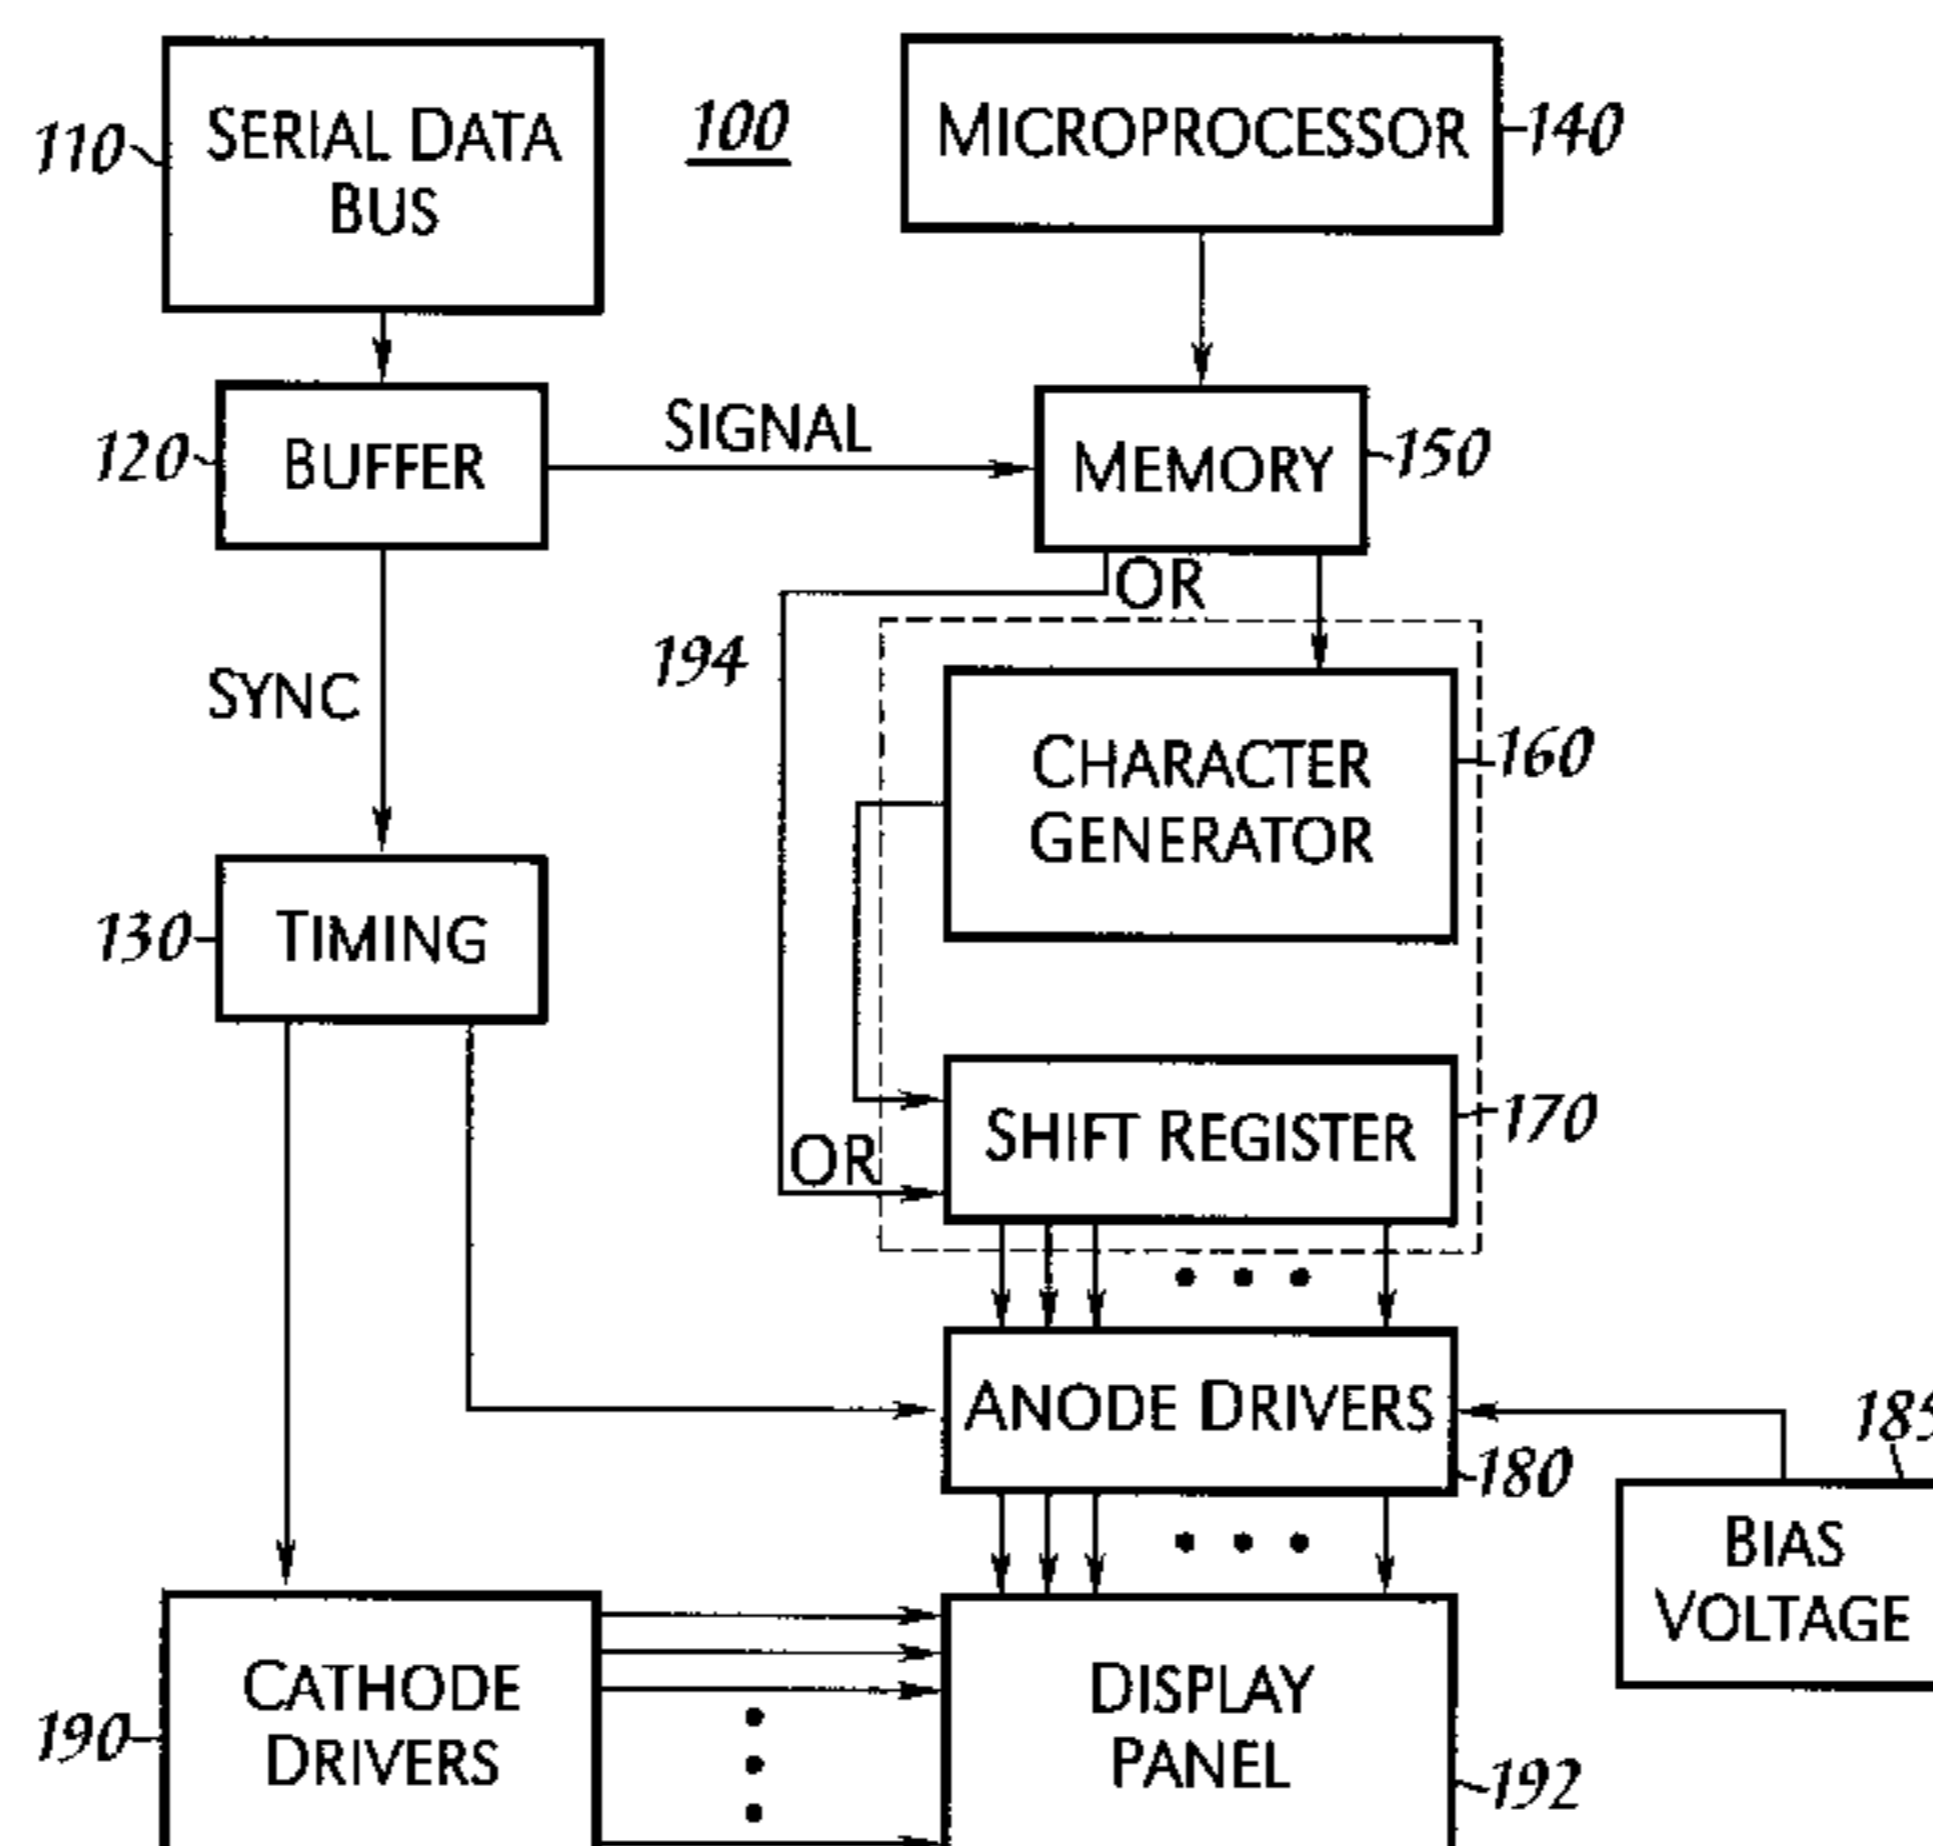 SERIAL DATA
BUS
110
100
MICROPROCESSOR
140
BUFFER
120
SIGNAL
MEMORY
150
OR
194
SYNC
CHARACTER
GENERATOR
160
TIMING
130
SHIFT REGISTER
170
OR
ANODE DRIVERS
180
185
BIAS
VOLTAGE
CATHODE
DRIVERS
190
DISPLAY
PANEL
192